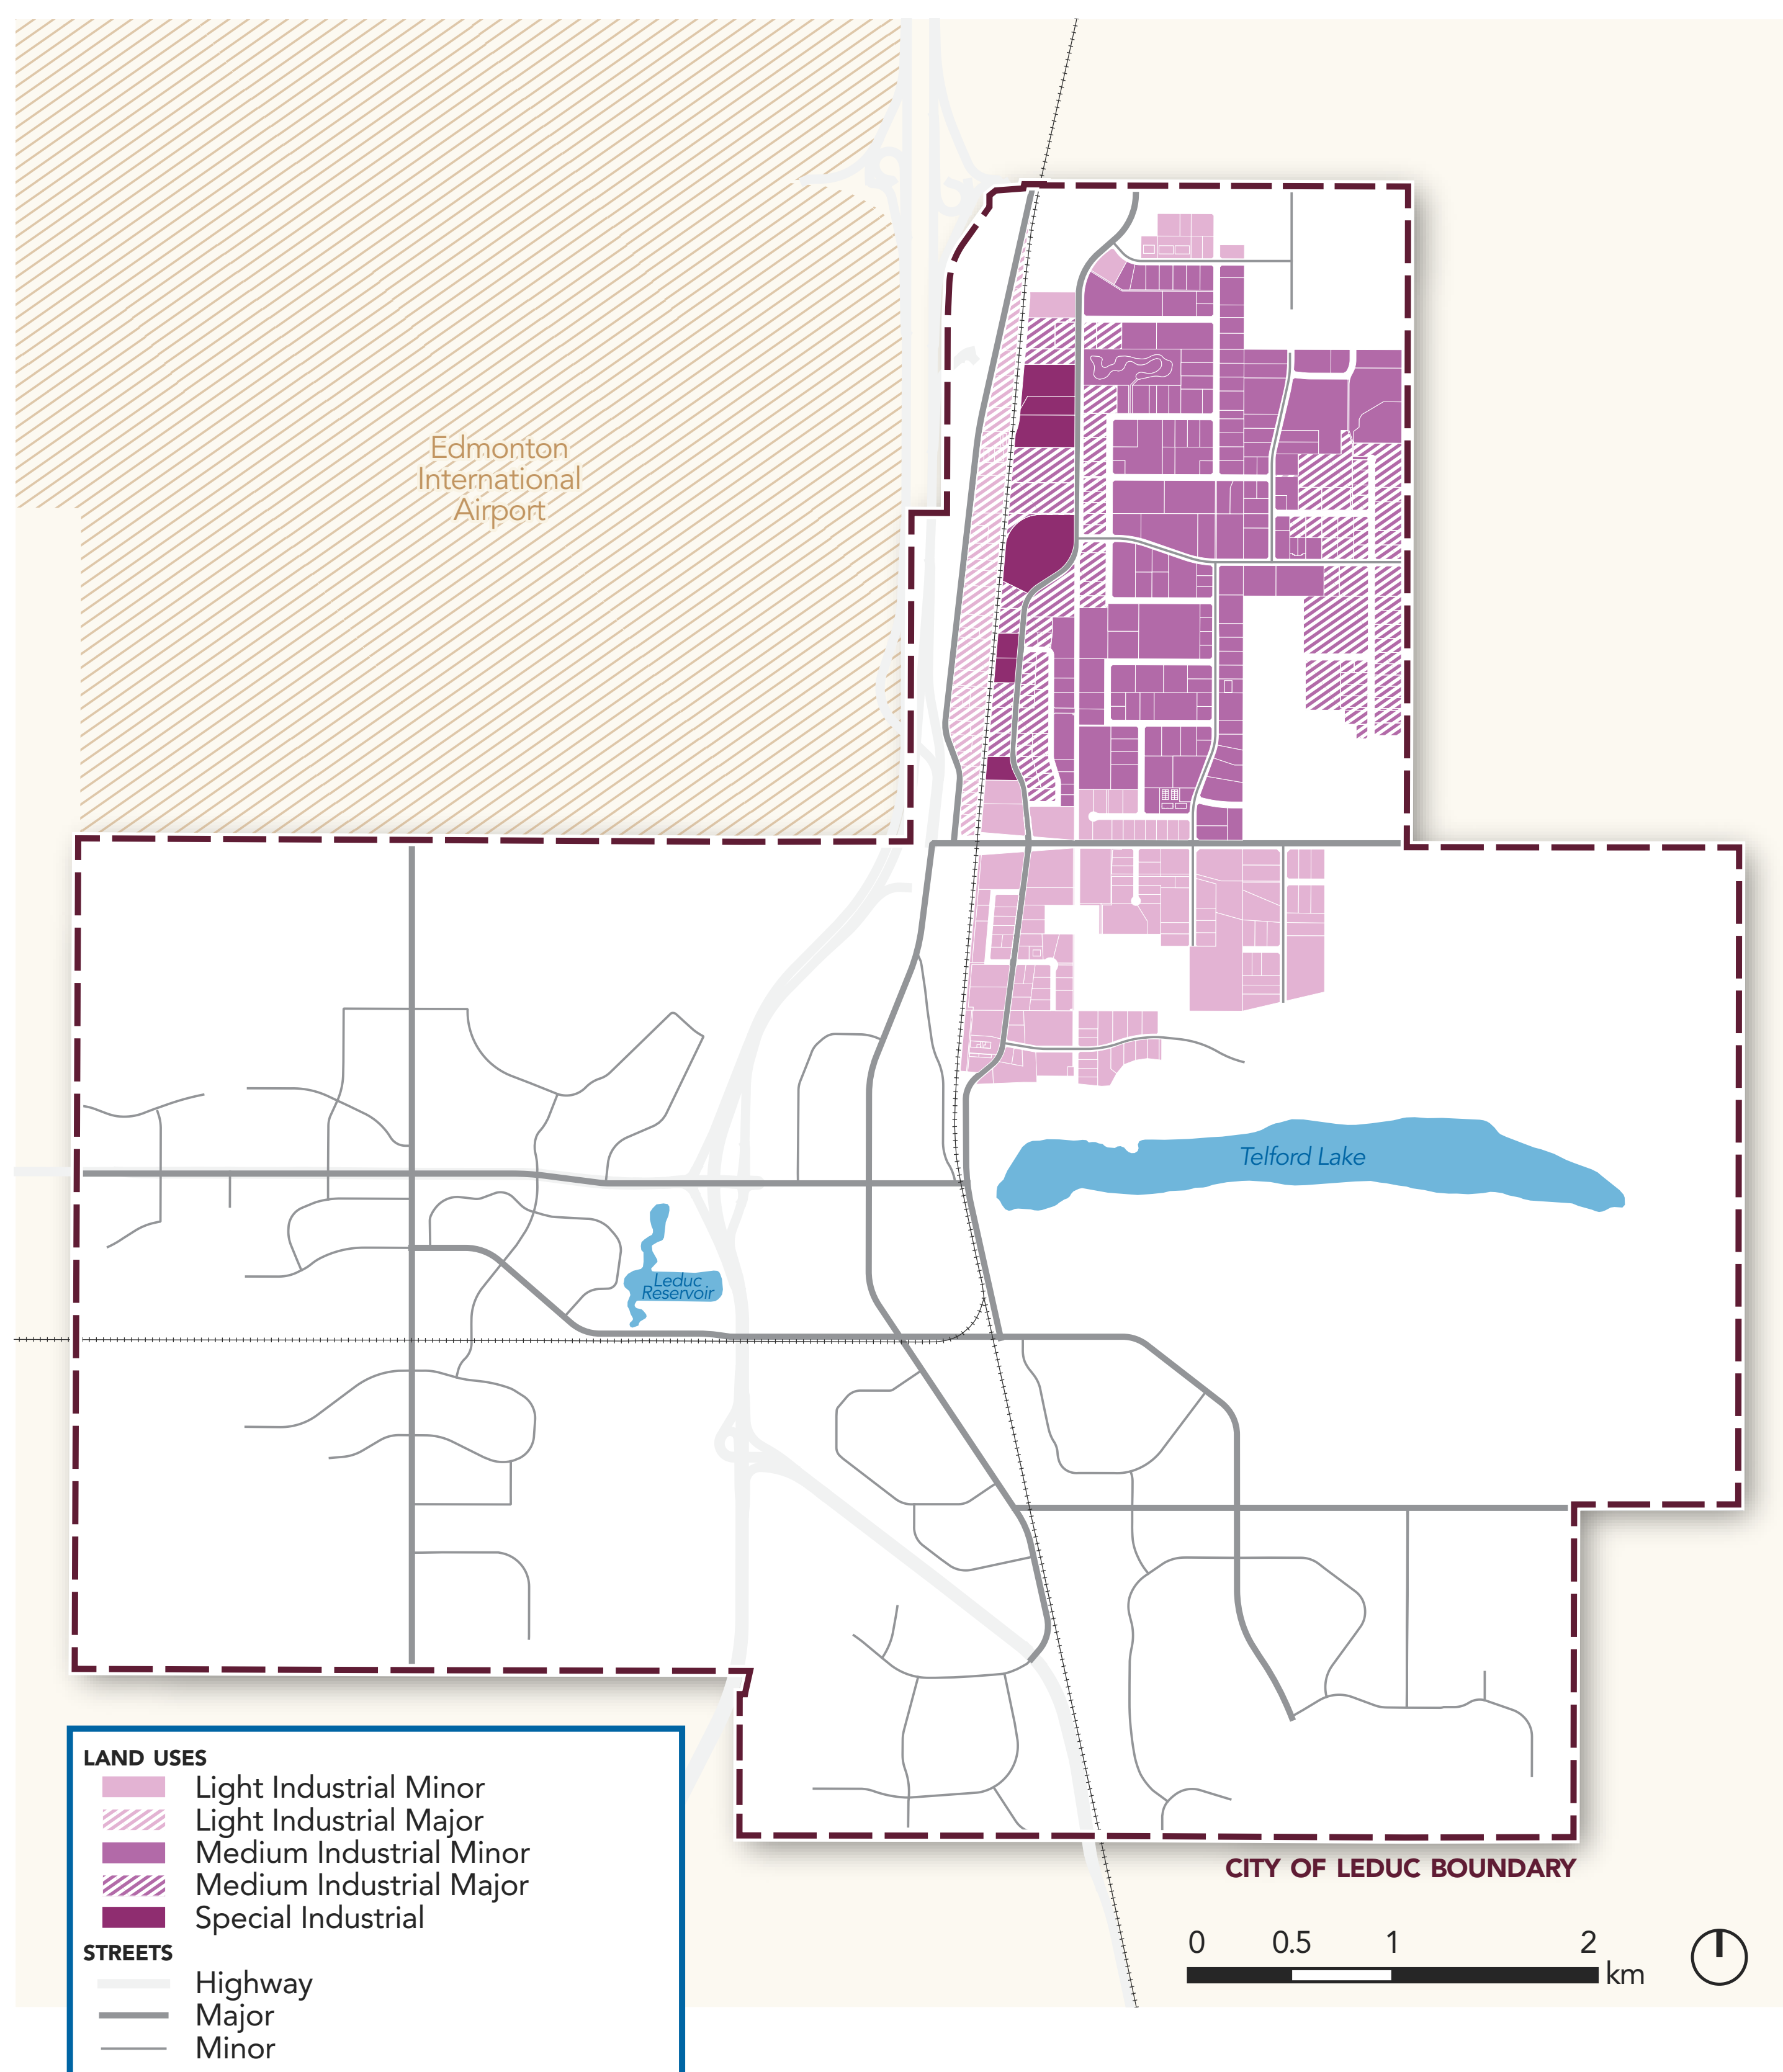 Edmonton
International
Airport
Telford Lake
Leduc
Reservoir
LAND USES
Light Industrial Minor
Light Industrial Major
Medium Industrial Minor
Medium Industrial Major
Special Industrial
STREETS
Highway
Major
Minor
CITY OF LEDUC BOUNDARY
0 0.5 1 2
km